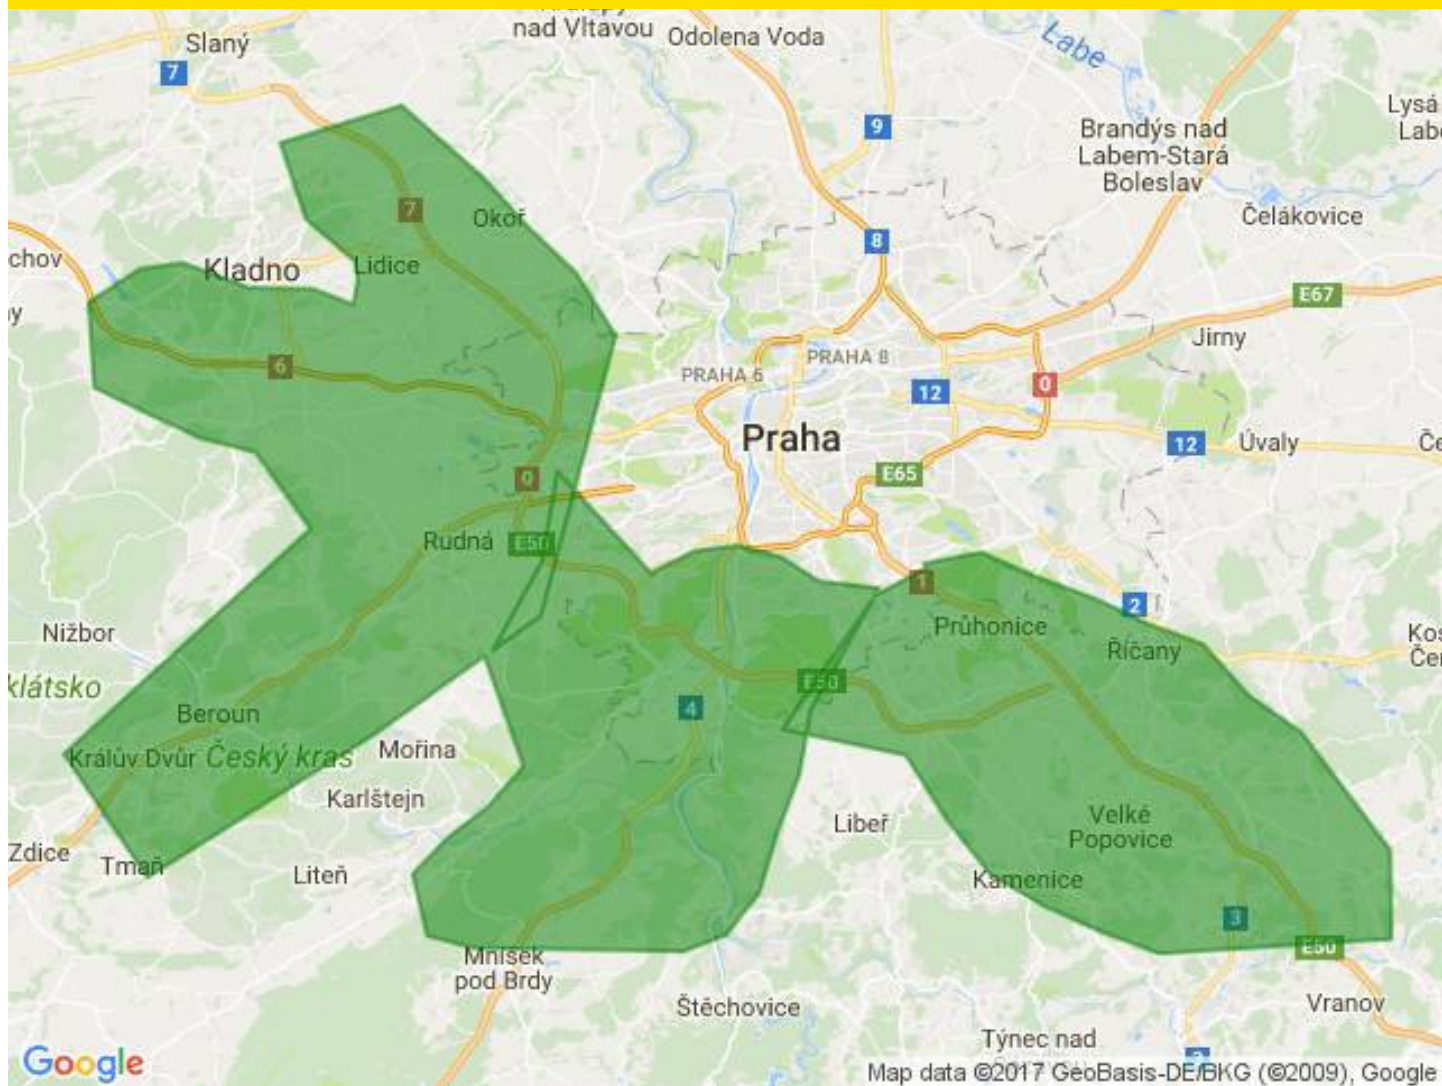 Slaný
nad Vltavou
Odolena Voda
Labe
7
9
Lysá
Brandýs nad
Labem-Stará
Boleslav
7
Okoř
Čelákovice
8
chov
Kladno
Lidice
E67
y
Jirny
PRAHA 8
6
PRAHA 6
0
12
Praha
12
Úvaly
0
E65
Rudná
E50
1
2
Nižbor
Průhonice
Říčany
klátsko
E50
4
Beroun
Králův Dvůr
Český kras
Mořina
Karlštejn
Libeř
Velké
Popovice
Zdice
Tmaň
Liteň
Kamenice
3
E50
Mníšek
pod Brdy
Štěchovice
Vranov
Týnec nad
3
Google
Map data ©2017 GeoBasis-DE/BKG (©2009), Google